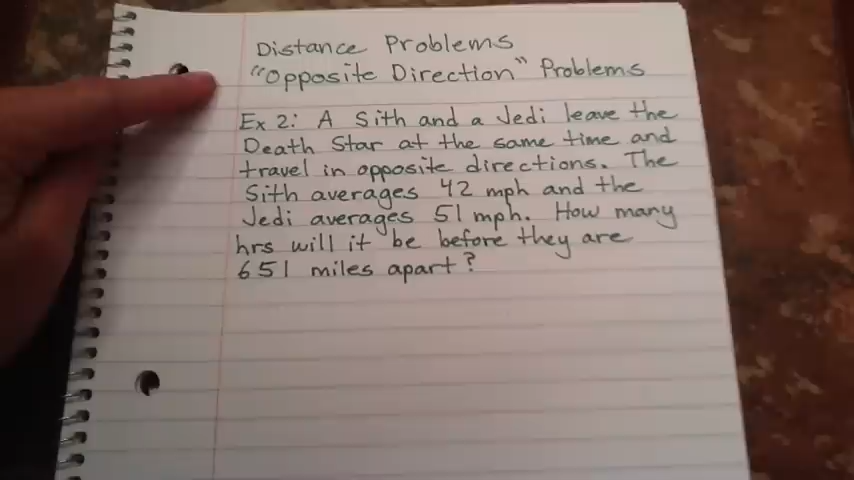 Distance Problems
"Opposite Direction" Problems
Ex 2: A Sith and a Jedi leave the
Death Star at the same time and
travel in opposite directions. The
Sith averages 42 mph and the
Jedi averages 51 mph. How many
hrs will it be before they are
651 miles apart?